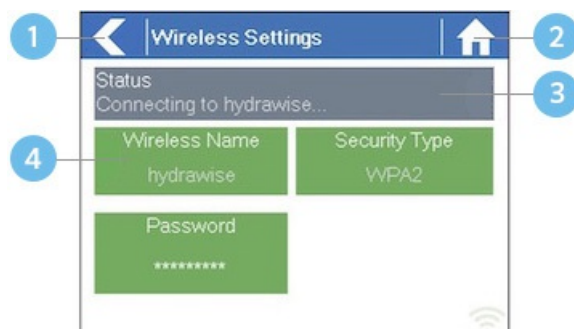 1
Wireless Settings
2
Status
Connecting to hydrawise...
3
4
Wireless Name
hydrawise
Security Type
WPA2
Password
*********